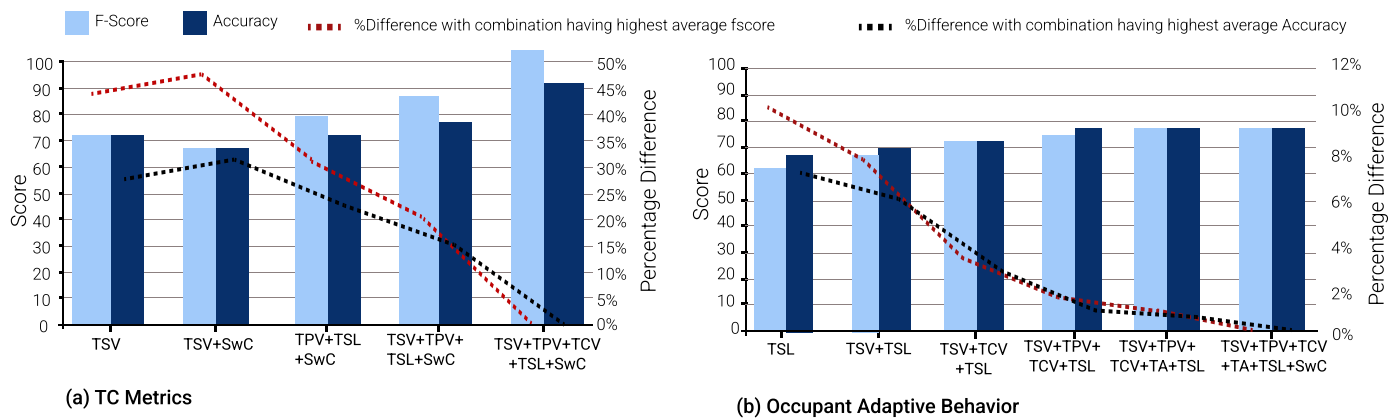 F-Score
Accuracy
%Difference with combination having highest average fscore
%Difference with combination having highest average Accuracy
Score
100
90
80
70
60
50
40
30
20
10
0
50%
45%
40%
35%
30%
25%
20%
15%
10%
5%
0%
Percentage Difference
TSV
TSV+SwC
TPV+TSL
+SwC
TSV+TPV+
TSL+SwC
TSV+TPV+TCV
+TSL+SwC
(a) TC Metrics
Score
100
90
80
70
60
50
40
30
20
10
0
12%
10%
8%
6%
4%
2%
0%
Percentage Difference
TSL
TSV+TSL
TSV+TCV
+TSL
TSV+TPV+
TCV+TSL
TSV+TPV+
TCV+TA+TSL
TSV+TPV+TCV
+TA+TSL+SwC
(b) Occupant Adaptive Behavior